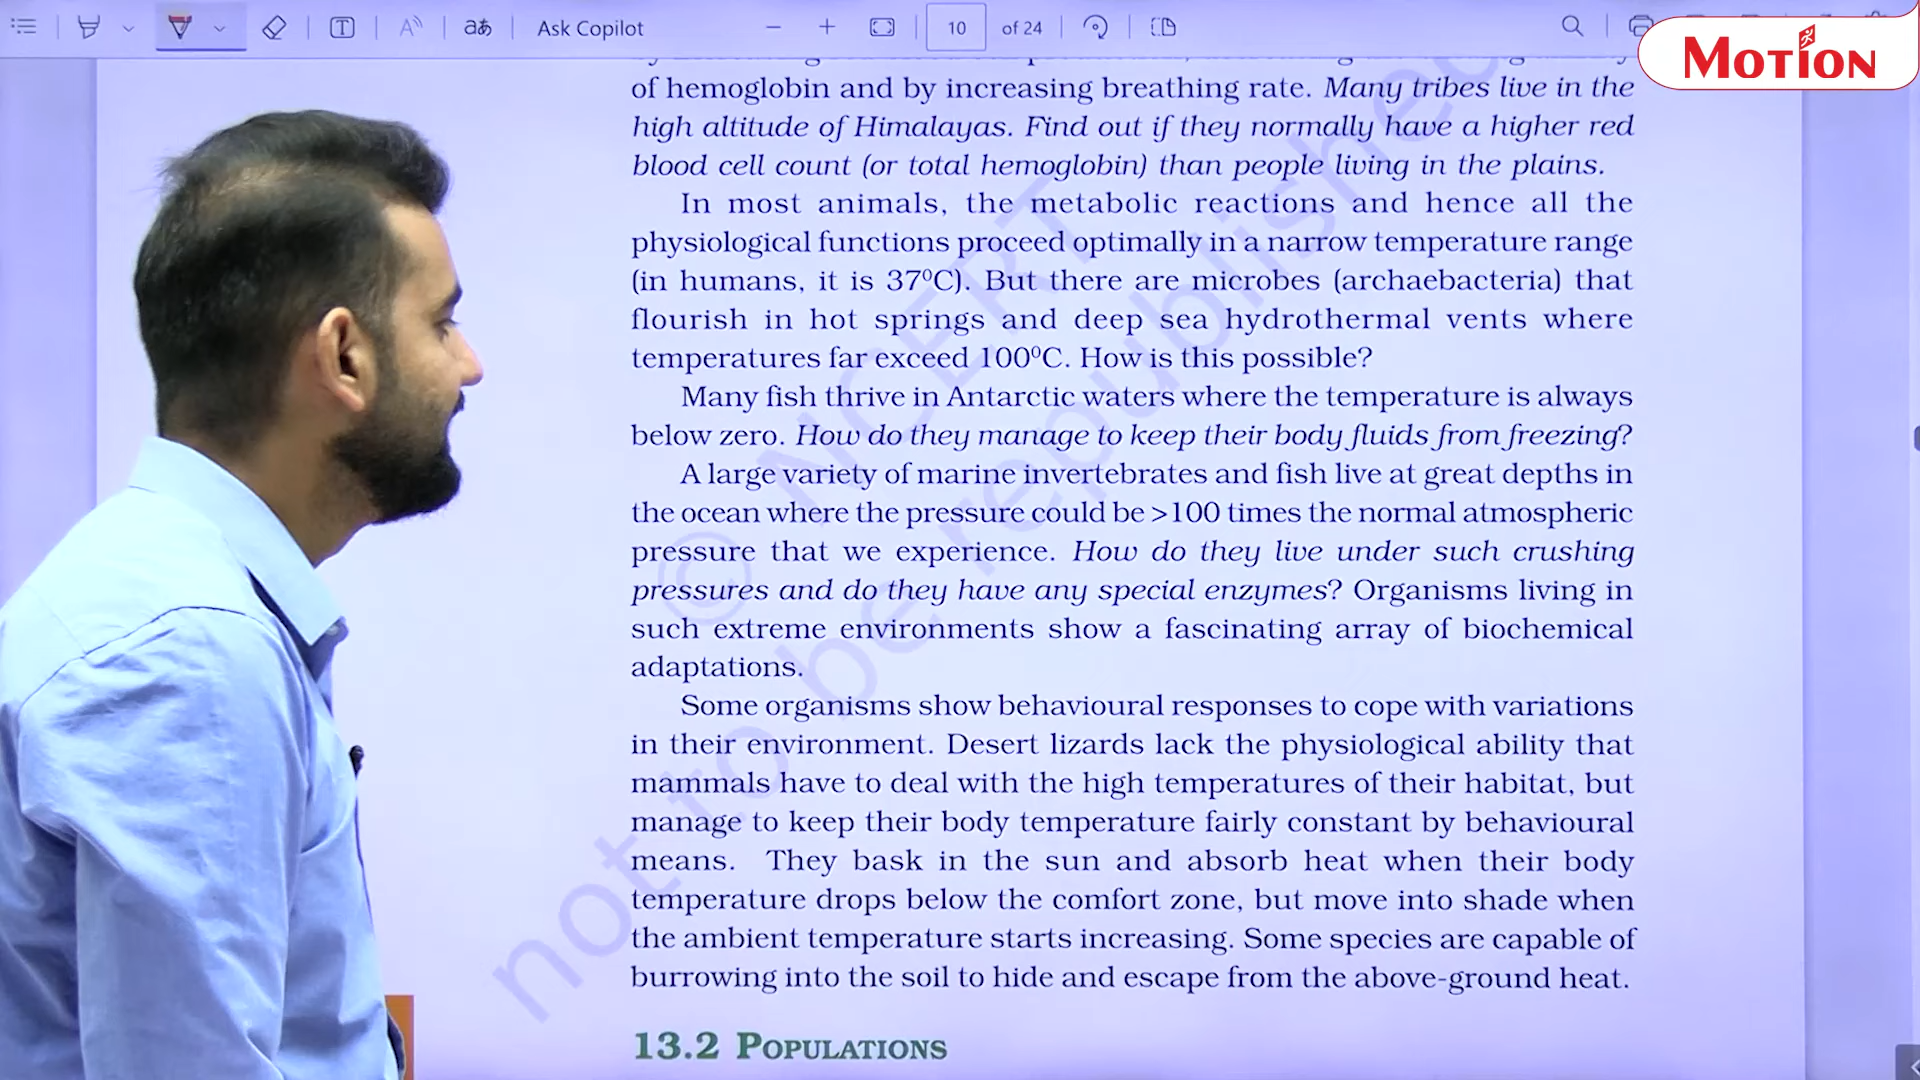 Ask Copilot
10 of 24
MOTION
of hemoglobin and by increasing breathing rate. Many tribes live in the
high altitude of Himalayas. Find out if they normally have a higher red
blood cell count (or total hemoglobin) than people living in the plains.
In most animals, the metabolic reactions and hence all the
physiological functions proceed optimally in a narrow temperature range
(in humans, it is 37⁰C). But there are microbes (archaebacteria) that
flourish in hot springs and deep sea hydrothermal vents where
temperatures far exceed 100⁰C. How is this possible?
Many fish thrive in Antarctic waters where the temperature is always
below zero. How do they manage to keep their body fluids from freezing?
A large variety of marine invertebrates and fish live at great depths in
the ocean where the pressure could be >100 times the normal atmospheric
pressure that we experience. How do they live under such crushing
pressures and do they have any special enzymes? Organisms living in
such extreme environments show a fascinating array of biochemical
adaptations.
Some organisms show behavioural responses to cope with variations
in their environment. Desert lizards lack the physiological ability that
mammals have to deal with the high temperatures of their habitat, but
manage to keep their body temperature fairly constant by behavioural
means. They bask in the sun and absorb heat when their body
temperature drops below the comfort zone, but move into shade when
the ambient temperature starts increasing. Some species are capable of
burrowing into the soil to hide and escape from the above-ground heat.
13.2 POPULATIONS
© NCERT
not to be republished